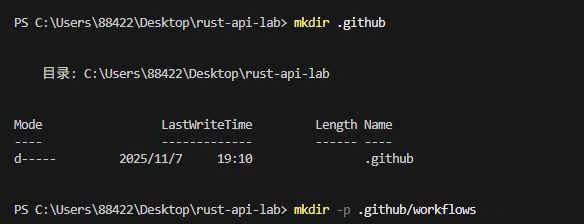 PS C:\Users\88422\Desktop\rust-api-lab> mkdir .github
目录: C:\Users\88422\Desktop\rust-api-lab
Mode LastWriteTime Length Name
---- ------------- ------ ----
d----- 2025/11/7 19:10 .github
PS C:\Users\88422\Desktop\rust-api-lab> mkdir -p .github/workflows